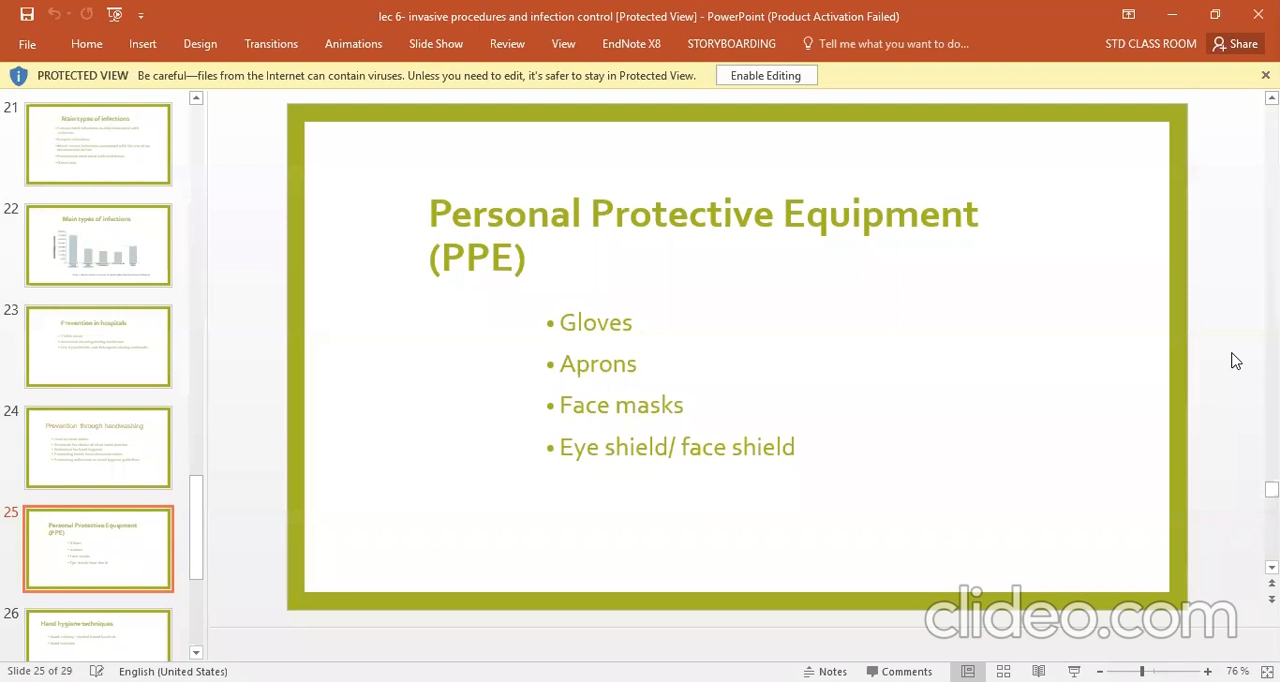 lec 6- invasive procedures and infection control [Protected View] - PowerPoint (Product Activation Failed)
File Home Insert Design Transitions Animations Slide Show Review View EndNote X8 STORYBOARDING Tell me what you want to do... STD CLASS ROOM Share
PROTECTED VIEW Be careful—files from the Internet can contain viruses. Unless you need to edit, it's safer to stay in Protected View. Enable Editing
21
Main types of infections
22
Main types of infections
23
Prevention in hospitals
24
Prevention through handwashing
25
Personal Protective Equipment
(PPE)
26
Hand hygiene techniques
Personal Protective Equipment
(PPE)
• Gloves
• Aprons
• Face masks
• Eye shield/ face shield
clideo.com
Slide 25 of 29 English (United States) Notes Comments 76 %